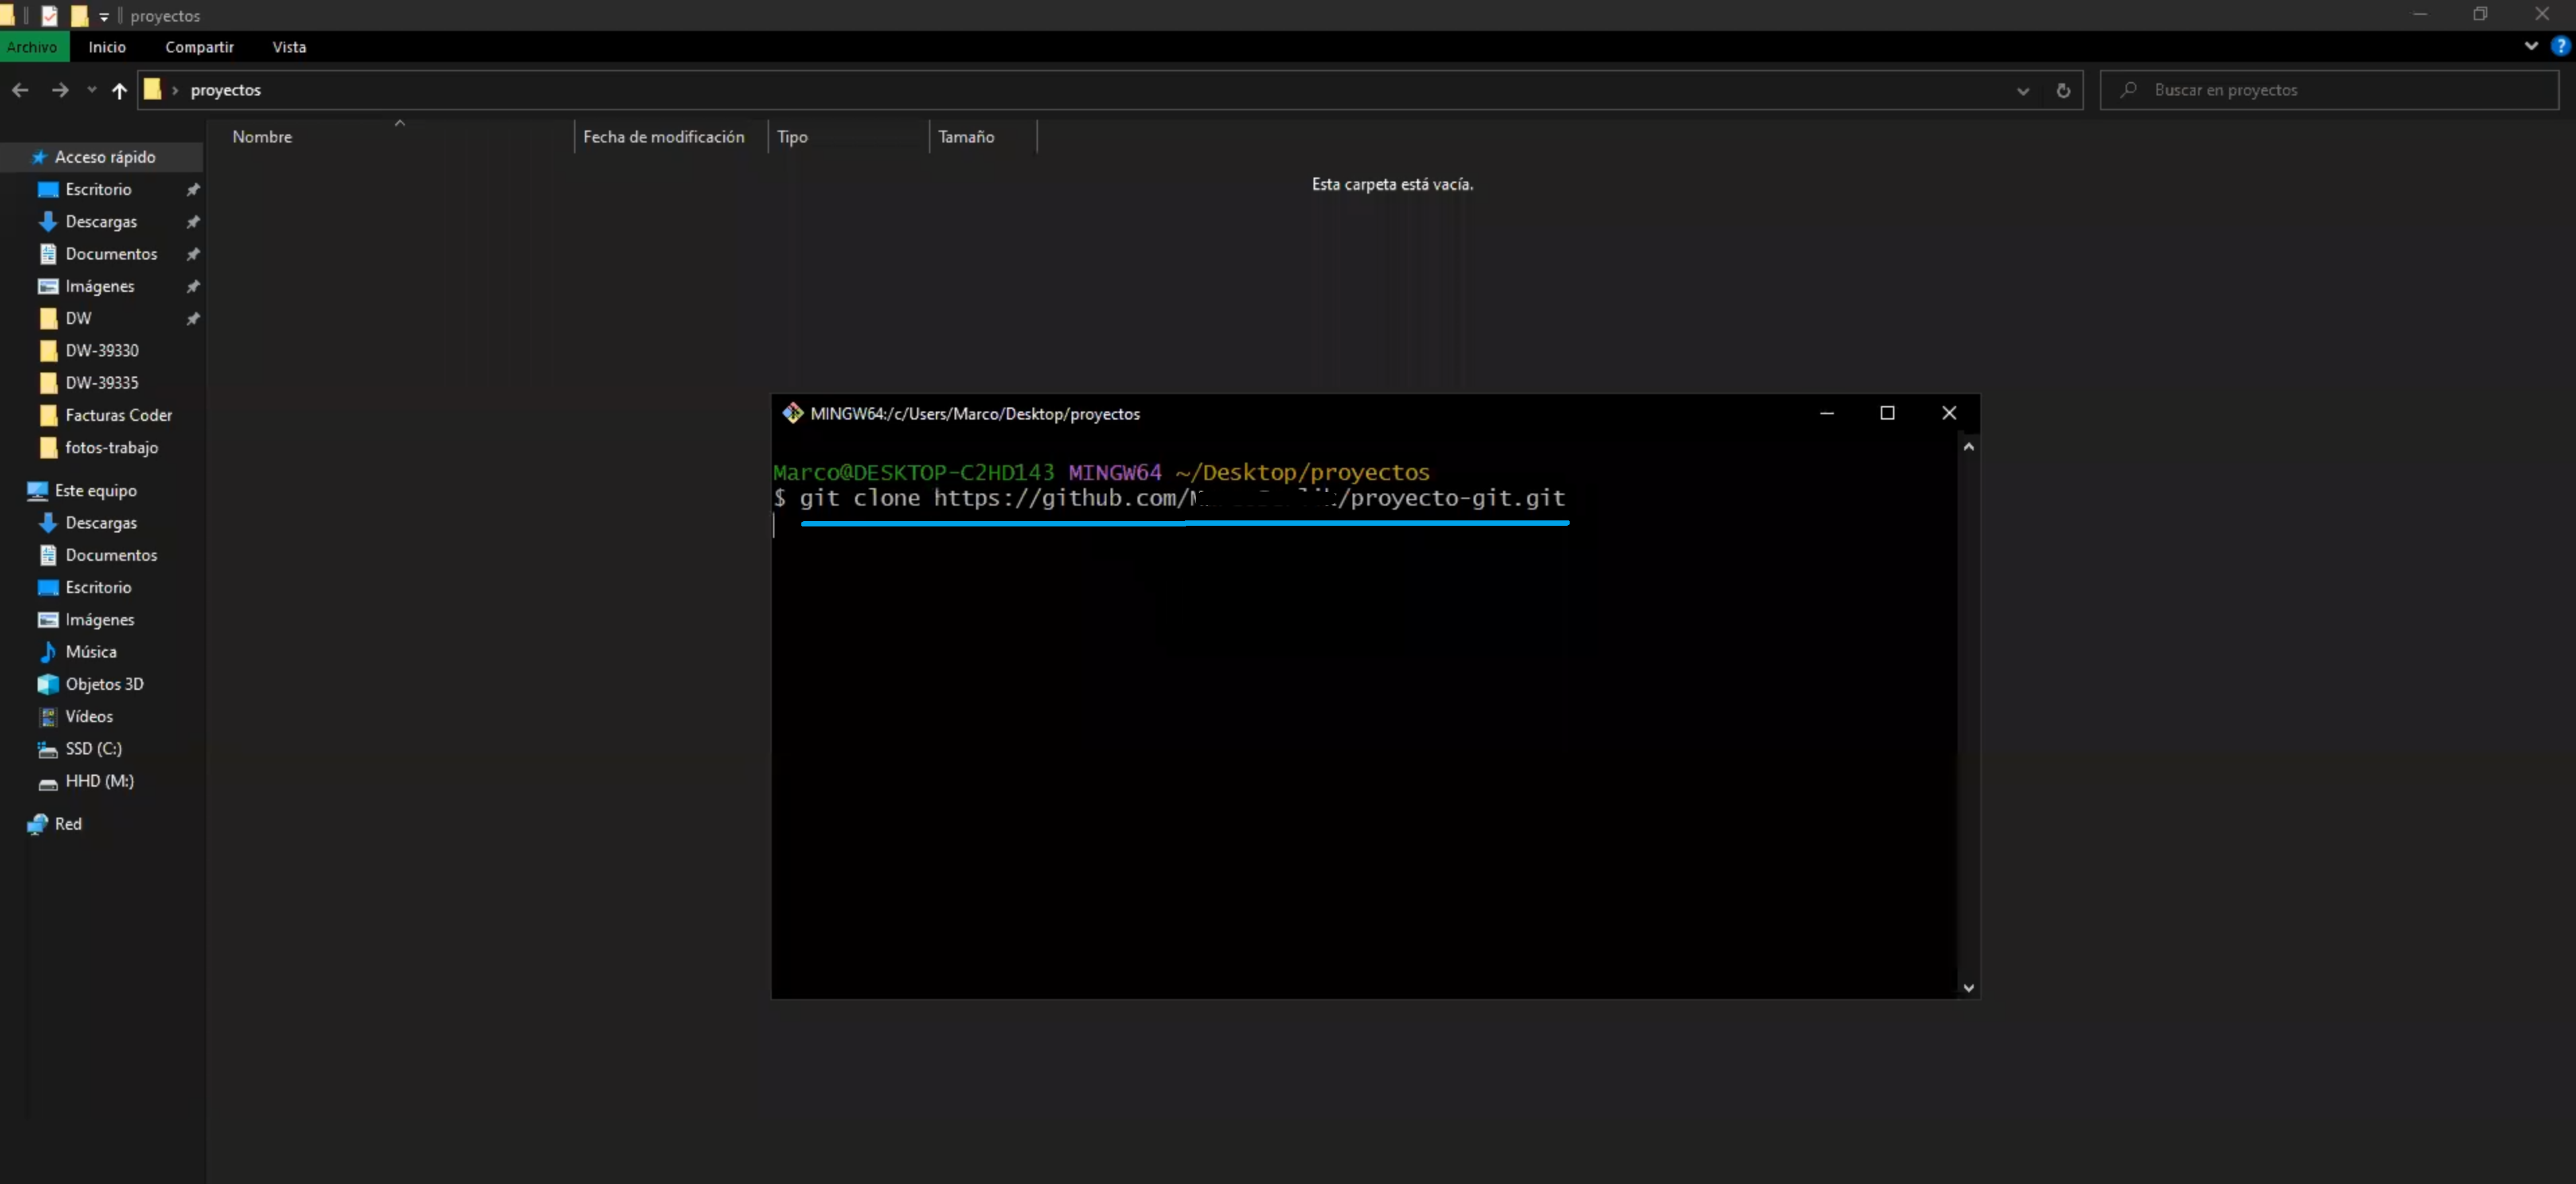 proyectos
Archivo Inicio Compartir Vista
proyectos
Buscar en proyectos
Nombre Fecha de modificación Tipo Tamaño
Esta carpeta está vacía.
Acceso rápido
Escritorio
Descargas
Documentos
Imágenes
DW
DW-39330
DW-39335
Facturas Coder
fotos-trabajo
Este equipo
Descargas
Documentos
Escritorio
Imágenes
Música
Objetos 3D
Vídeos
SSD (C:)
HHD (M:)
Red
MINGW64:/c/Users/Marco/Desktop/proyectos
Marco@DESKTOP-C2HD143 MINGW64 ~/Desktop/proyectos
$ git clone https://github.com/ /proyecto-git.git